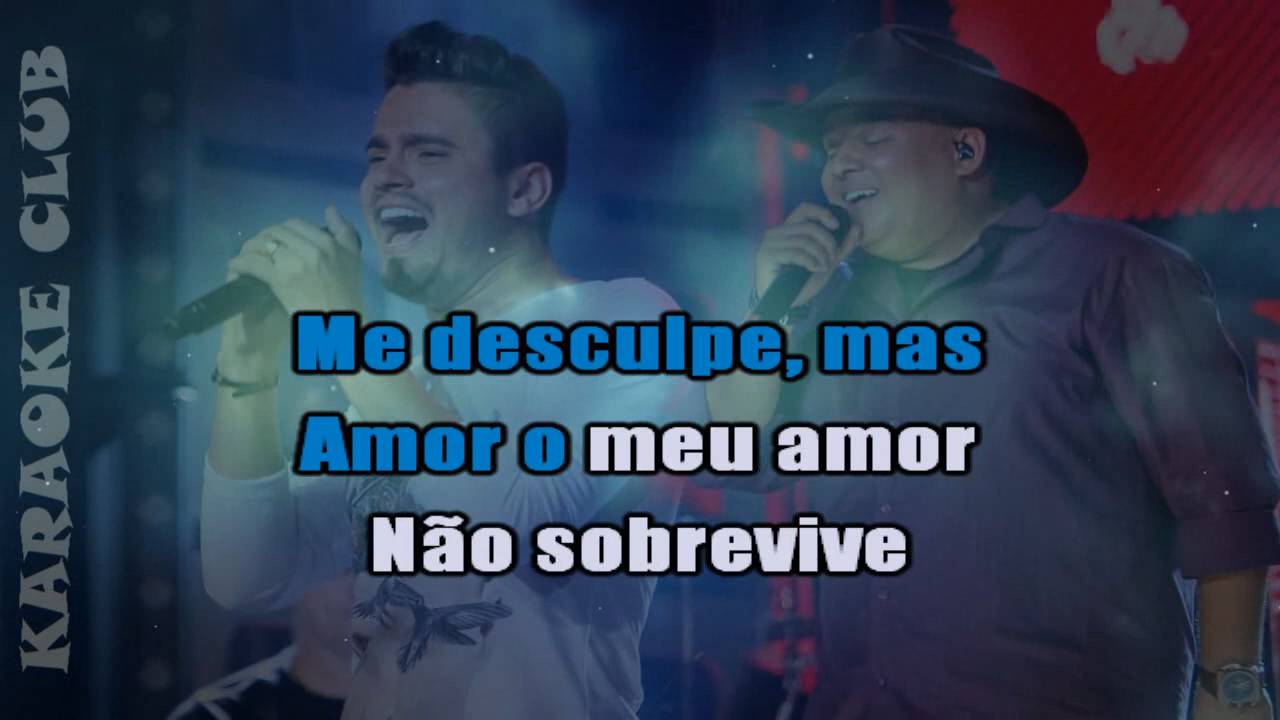 KARAOKE CLUB
Me desculpe, mas
Amor o meu amor
Não sobrevive